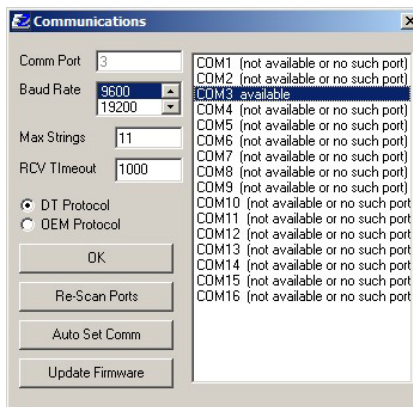 EZ Communications
Comm Port 3
Baud Rate 9600
19200
Max Strings 11
RCV TImeout 1000
DT Protocol
OEM Protocol
OK
Re-Scan Ports
Auto Set Comm
Update Firmware
COM1 (not available or no such port)
COM2 (not available or no such port)
COM3 available
COM4 (not available or no such port)
COM5 (not available or no such port)
COM6 (not available or no such port)
COM7 (not available or no such port)
COM8 (not available or no such port)
COM9 (not available or no such port)
COM10 (not available or no such port
COM11 (not available or no such port
COM12 (not available or no such port
COM13 (not available or no such port
COM14 (not available or no such port
COM15 (not available or no such port
COM16 (not available or no such port